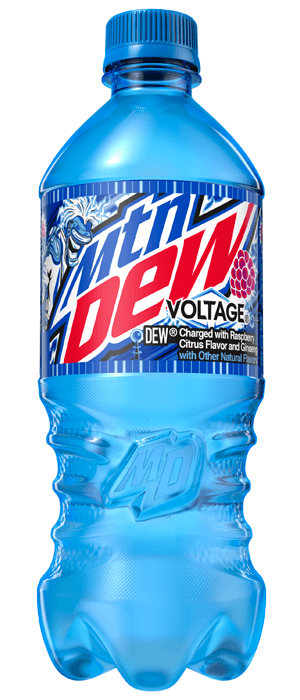 Mtn
DEW
VOLTAGE
DEW® Charged with Raspberry
Citrus Flavor and Ginseng
with Other Natural Flavors
MD